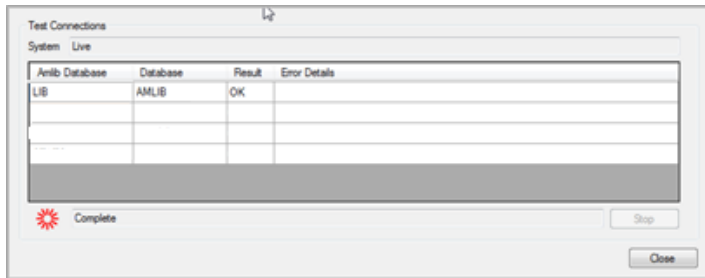 Test Connections
System Live
Amlib Database Database Result Error Details
LIB AMLIB OK
Complete Stop
Close